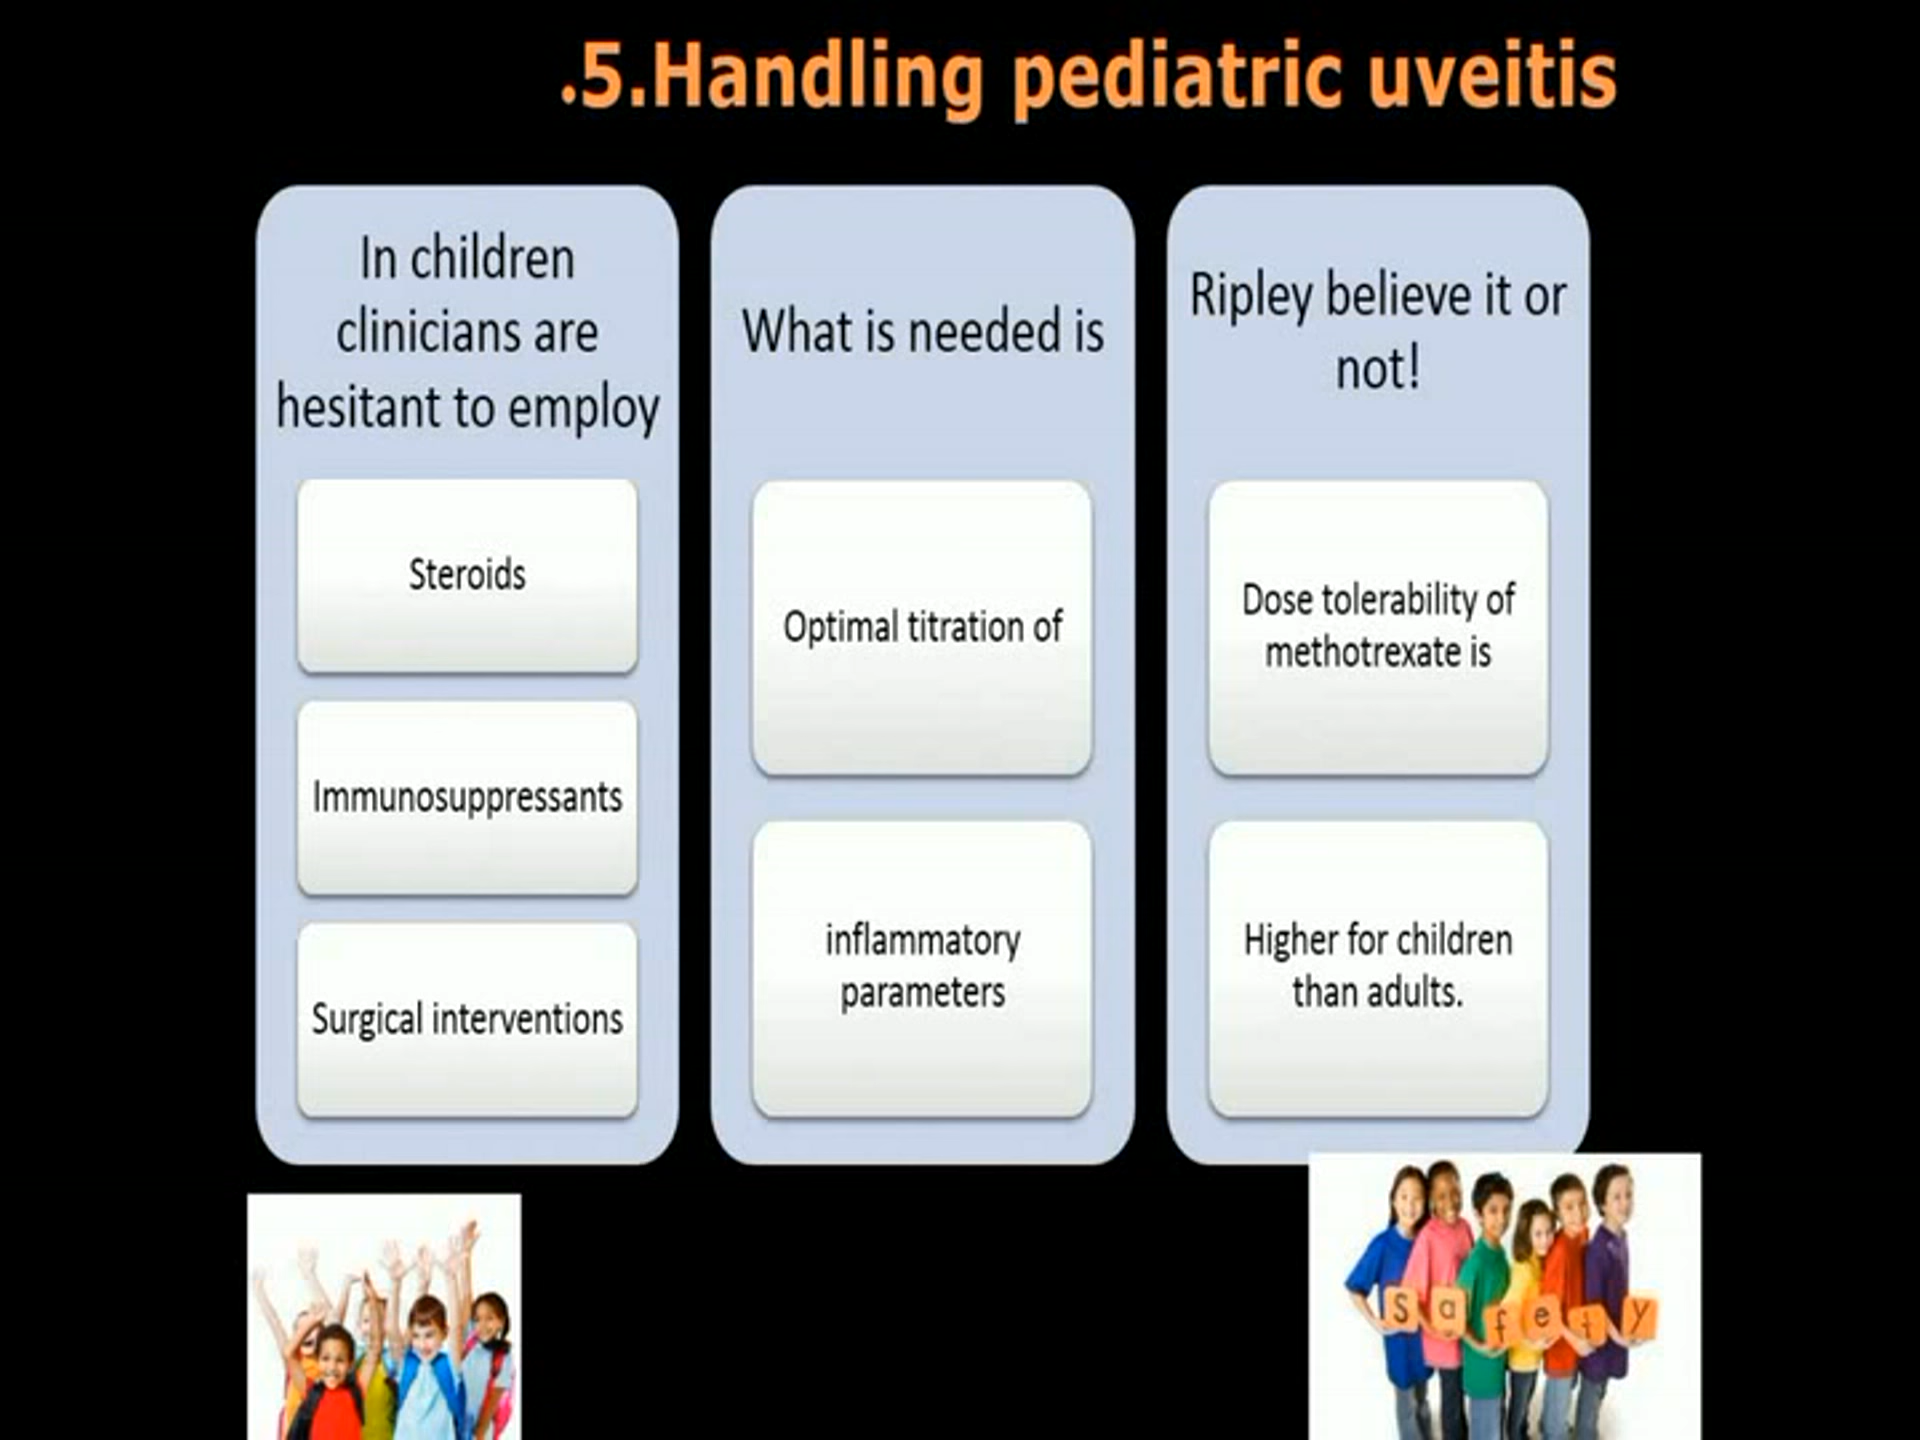 .5.Handling pediatric uveitis
In children
clinicians are
hesitant to employ
Steroids
Immunosuppressants
Surgical interventions
What is needed is
Optimal titration of
inflammatory
parameters
Ripley believe it or
not!
Dose tolerability of
methotrexate is
Higher for children
than adults.
safety